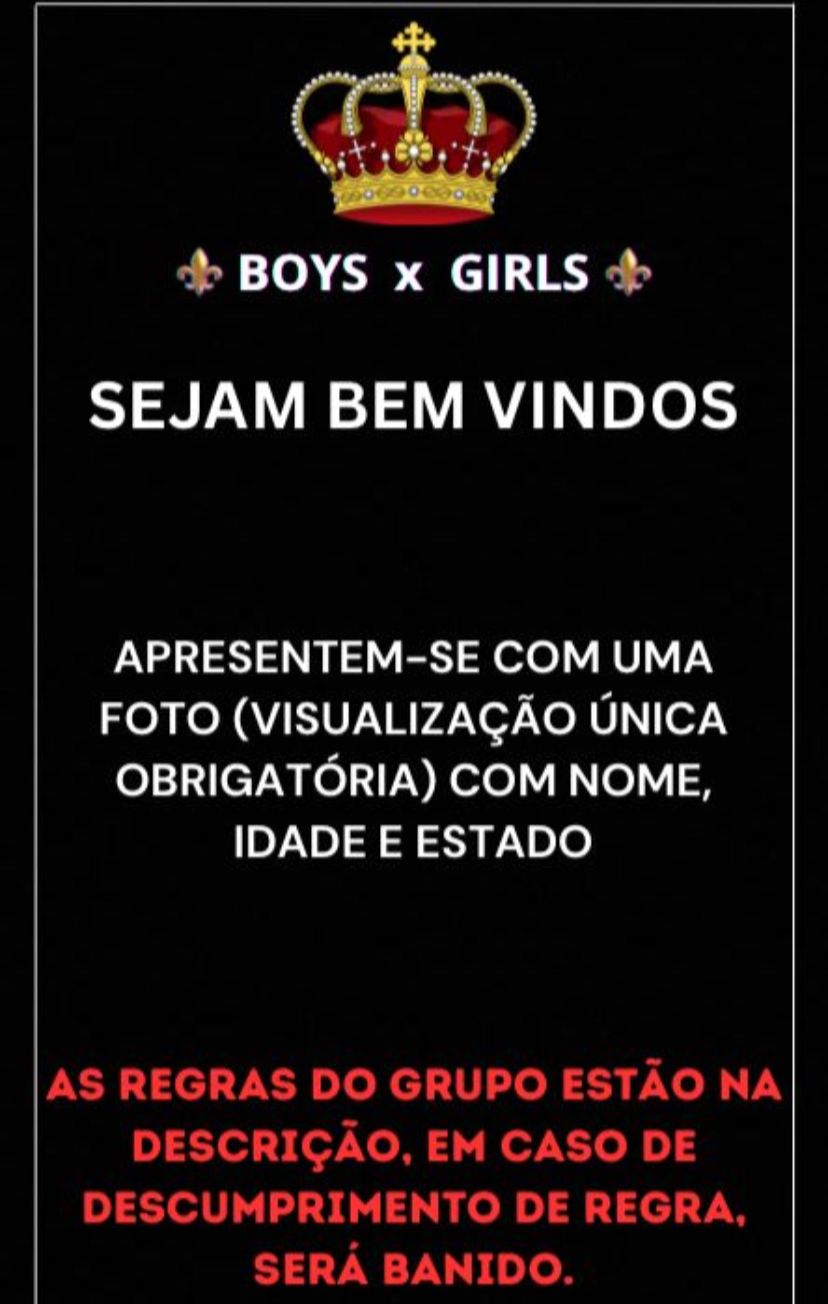 BOYS x GIRLS
SEJAM BEM VINDOS
APRESENTEM-SE COM UMA
FOTO (VISUALIZAÇÃO ÚNICA
OBRIGATÓRIA) COM NOME,
IDADE E ESTADO
AS REGRAS DO GRUPO ESTÃO NA
DESCRIÇÃO, EM CASO DE
DESCUMPRIMENTO DE REGRA,
SERÁ BANIDO.